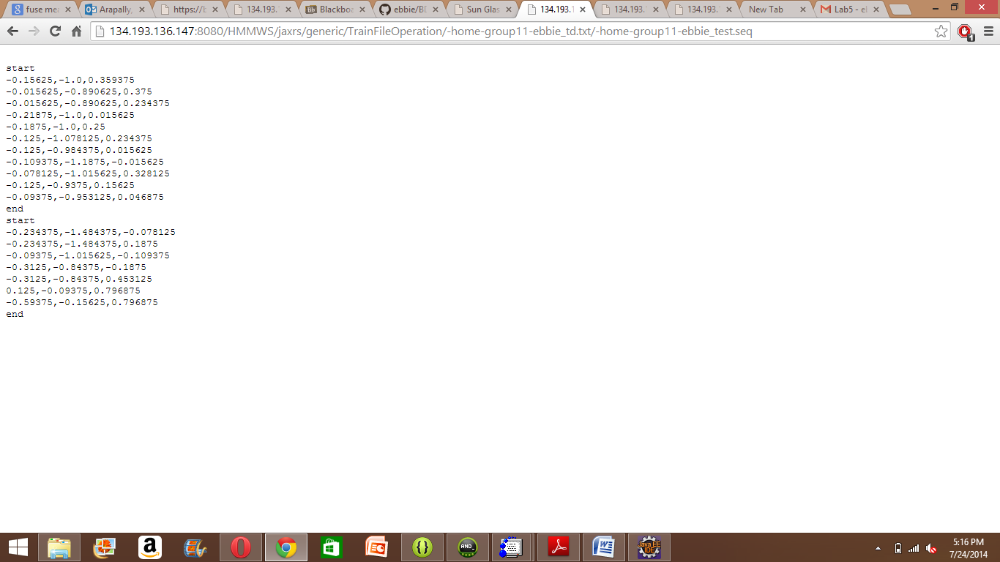 fuse mea
Arapally,
https://b
134.193.
Blackboa
ebbie/BI
Sun Glas
134.193.1
134.193.
134.193.
New Tab
Lab5 - el
134.193.136.147:8080/HMMWS/jaxrs/generic/TrainFileOperation/-home-group11-ebbie_td.txt/-home-group11-ebbie_test.seq
1
start
-0.15625,-1.0,0.359375
-0.015625,-0.890625,0.375
-0.015625,-0.890625,0.234375
-0.21875,-1.0,0.015625
-0.1875,-1.0,0.25
-0.125,-1.078125,0.234375
-0.125,-0.984375,0.015625
-0.109375,-1.1875,-0.015625
-0.078125,-1.015625,0.328125
-0.125,-0.9375,0.15625
-0.09375,-0.953125,0.046875
end
start
-0.234375,-1.484375,-0.078125
-0.234375,-1.484375,0.1875
-0.09375,-1.015625,-0.109375
-0.3125,-0.84375,-0.1875
-0.3125,-0.84375,0.453125
0.125,-0.09375,0.796875
-0.59375,-0.15625,0.796875
end
5:16 PM
7/24/2014